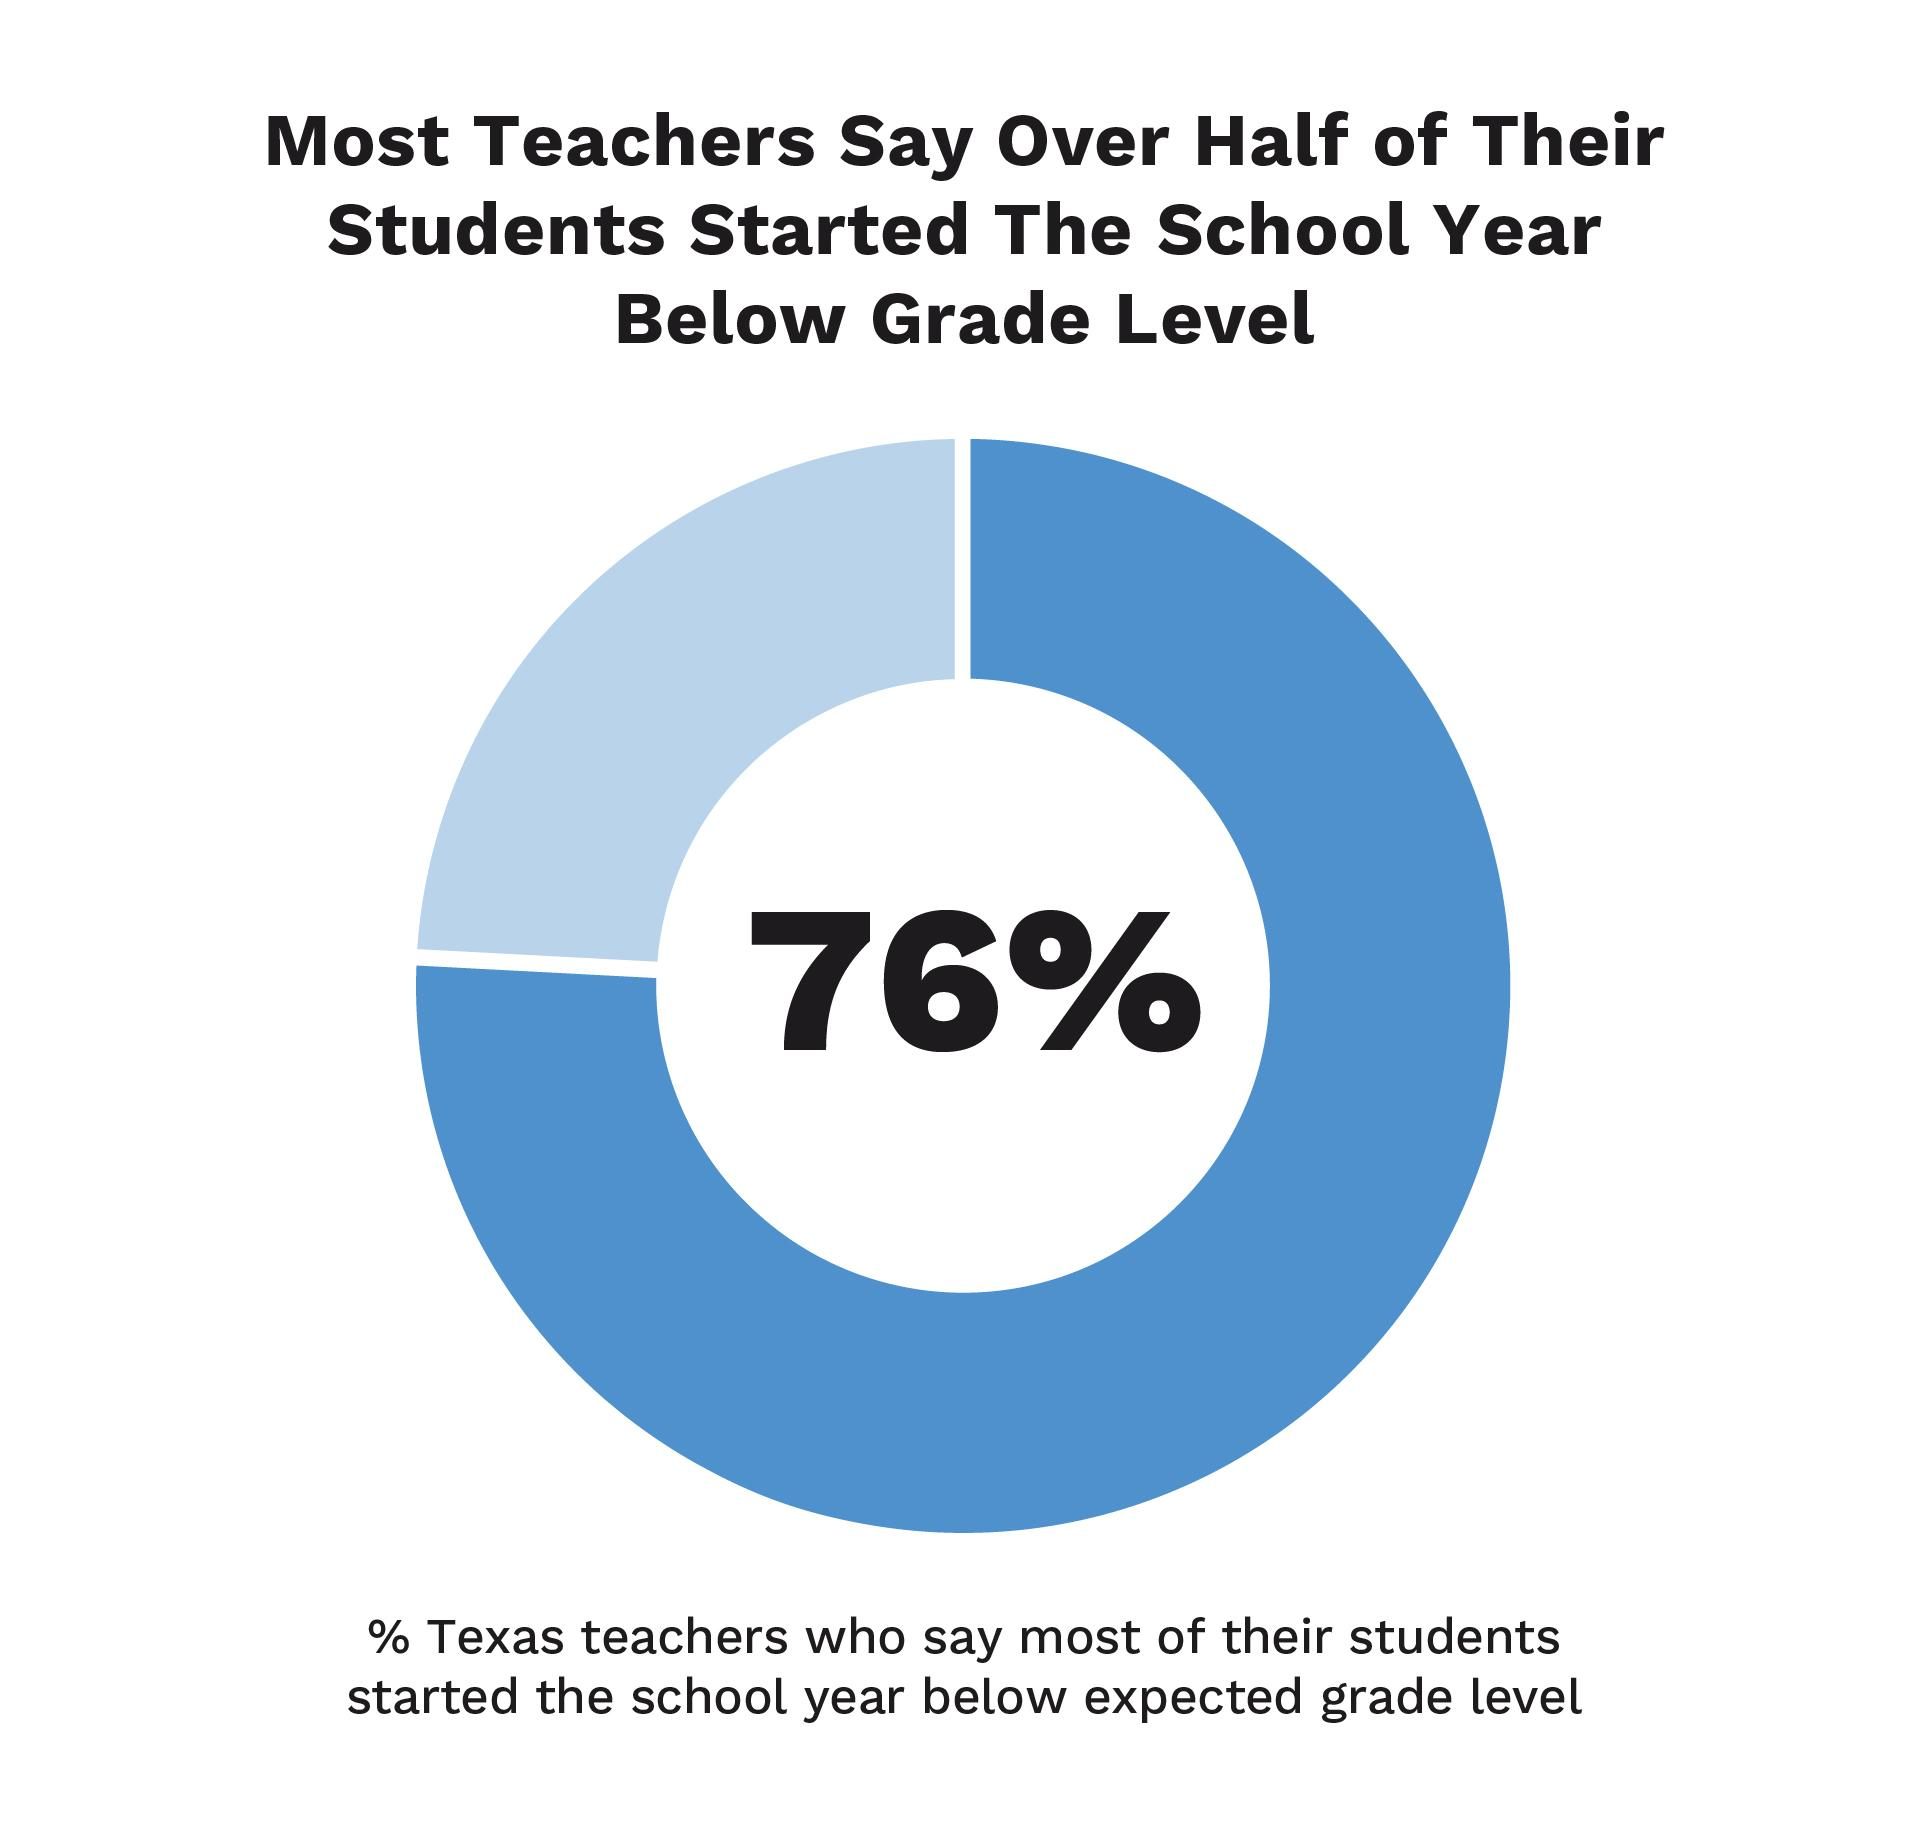 Most Teachers Say Over Half of Their
Students Started The School Year
Below Grade Level
76%
% Texas teachers who say most of their students
started the school year below expected grade level